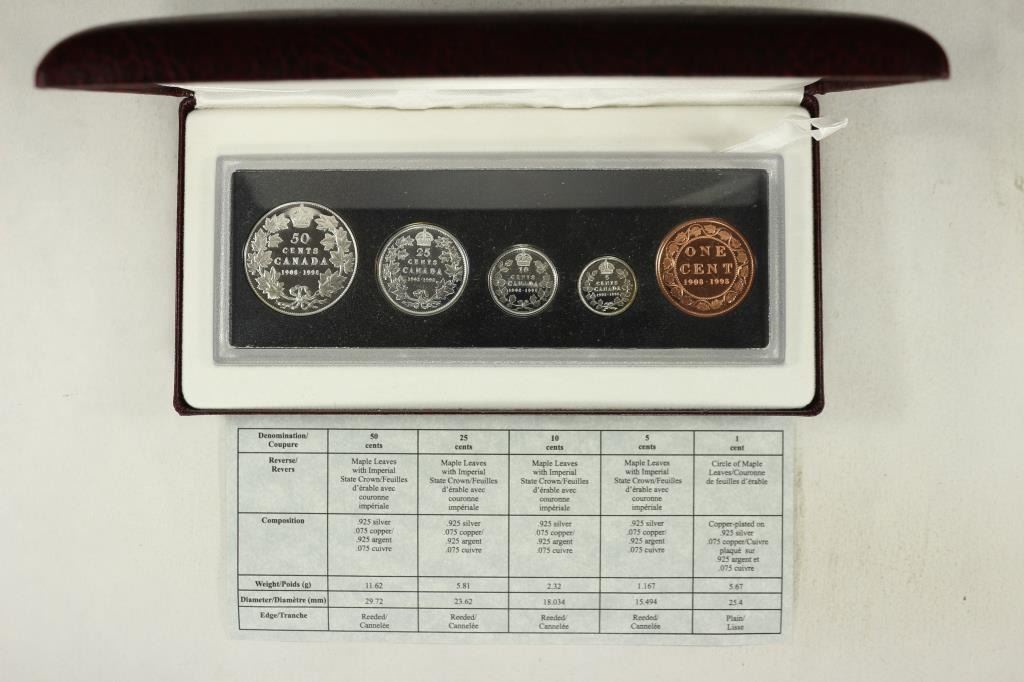 50
CENTS
CANADA
1908-1998
25
CENTS
CANADA
1908-1998
10
CENTS
CANADA
1908-1998
CENTS
CANADA
1908-1998
ONE
CENT
1908-1998
Denomination/
Coupure
50
cents
25
cents
10
cents
5
cents
1
cent
Reverse/
Revers
Maple Leaves
with Imperial
State Crown/Feuilles
d'érable avec
couronne
impériale
Maple Leaves
with Imperial
State Crown/Feuilles
d'érable avec
couronne
impériale
Maple Leaves
with Imperial
State Crown/Feuilles
d'érable avec
couronne
impériale
Maple Leaves
with Imperial
State Crown/Feuilles
d'érable avec
couronne
impériale
Circle of Maple
Leaves/Couronne
de feuilles d'érable
Composition
.925 silver
.075 copper/
.925 argent
.075 cuivre
.925 silver
.075 copper/
.925 argent
.075 cuivre
.925 silver
.075 copper/
.925 argent
.075 cuivre
.925 silver
.075 copper/
.925 argent
.075 cuivre
Copper-plated on
.925 silver
.075 copper/Cuivre
plaqué sur
.925 argent et
.075 cuivre
Weight/Poids (g)
11.62
5.81
2.32
1.167
5.67
Diameter/Diamètre (mm)
29.72
23.62
18.034
15.494
25.4
Edge/Tranche
Reeded/
Cannelée
Reeded/
Cannelée
Reeded/
Cannelée
Reeded/
Cannelée
Plain/
Lisse